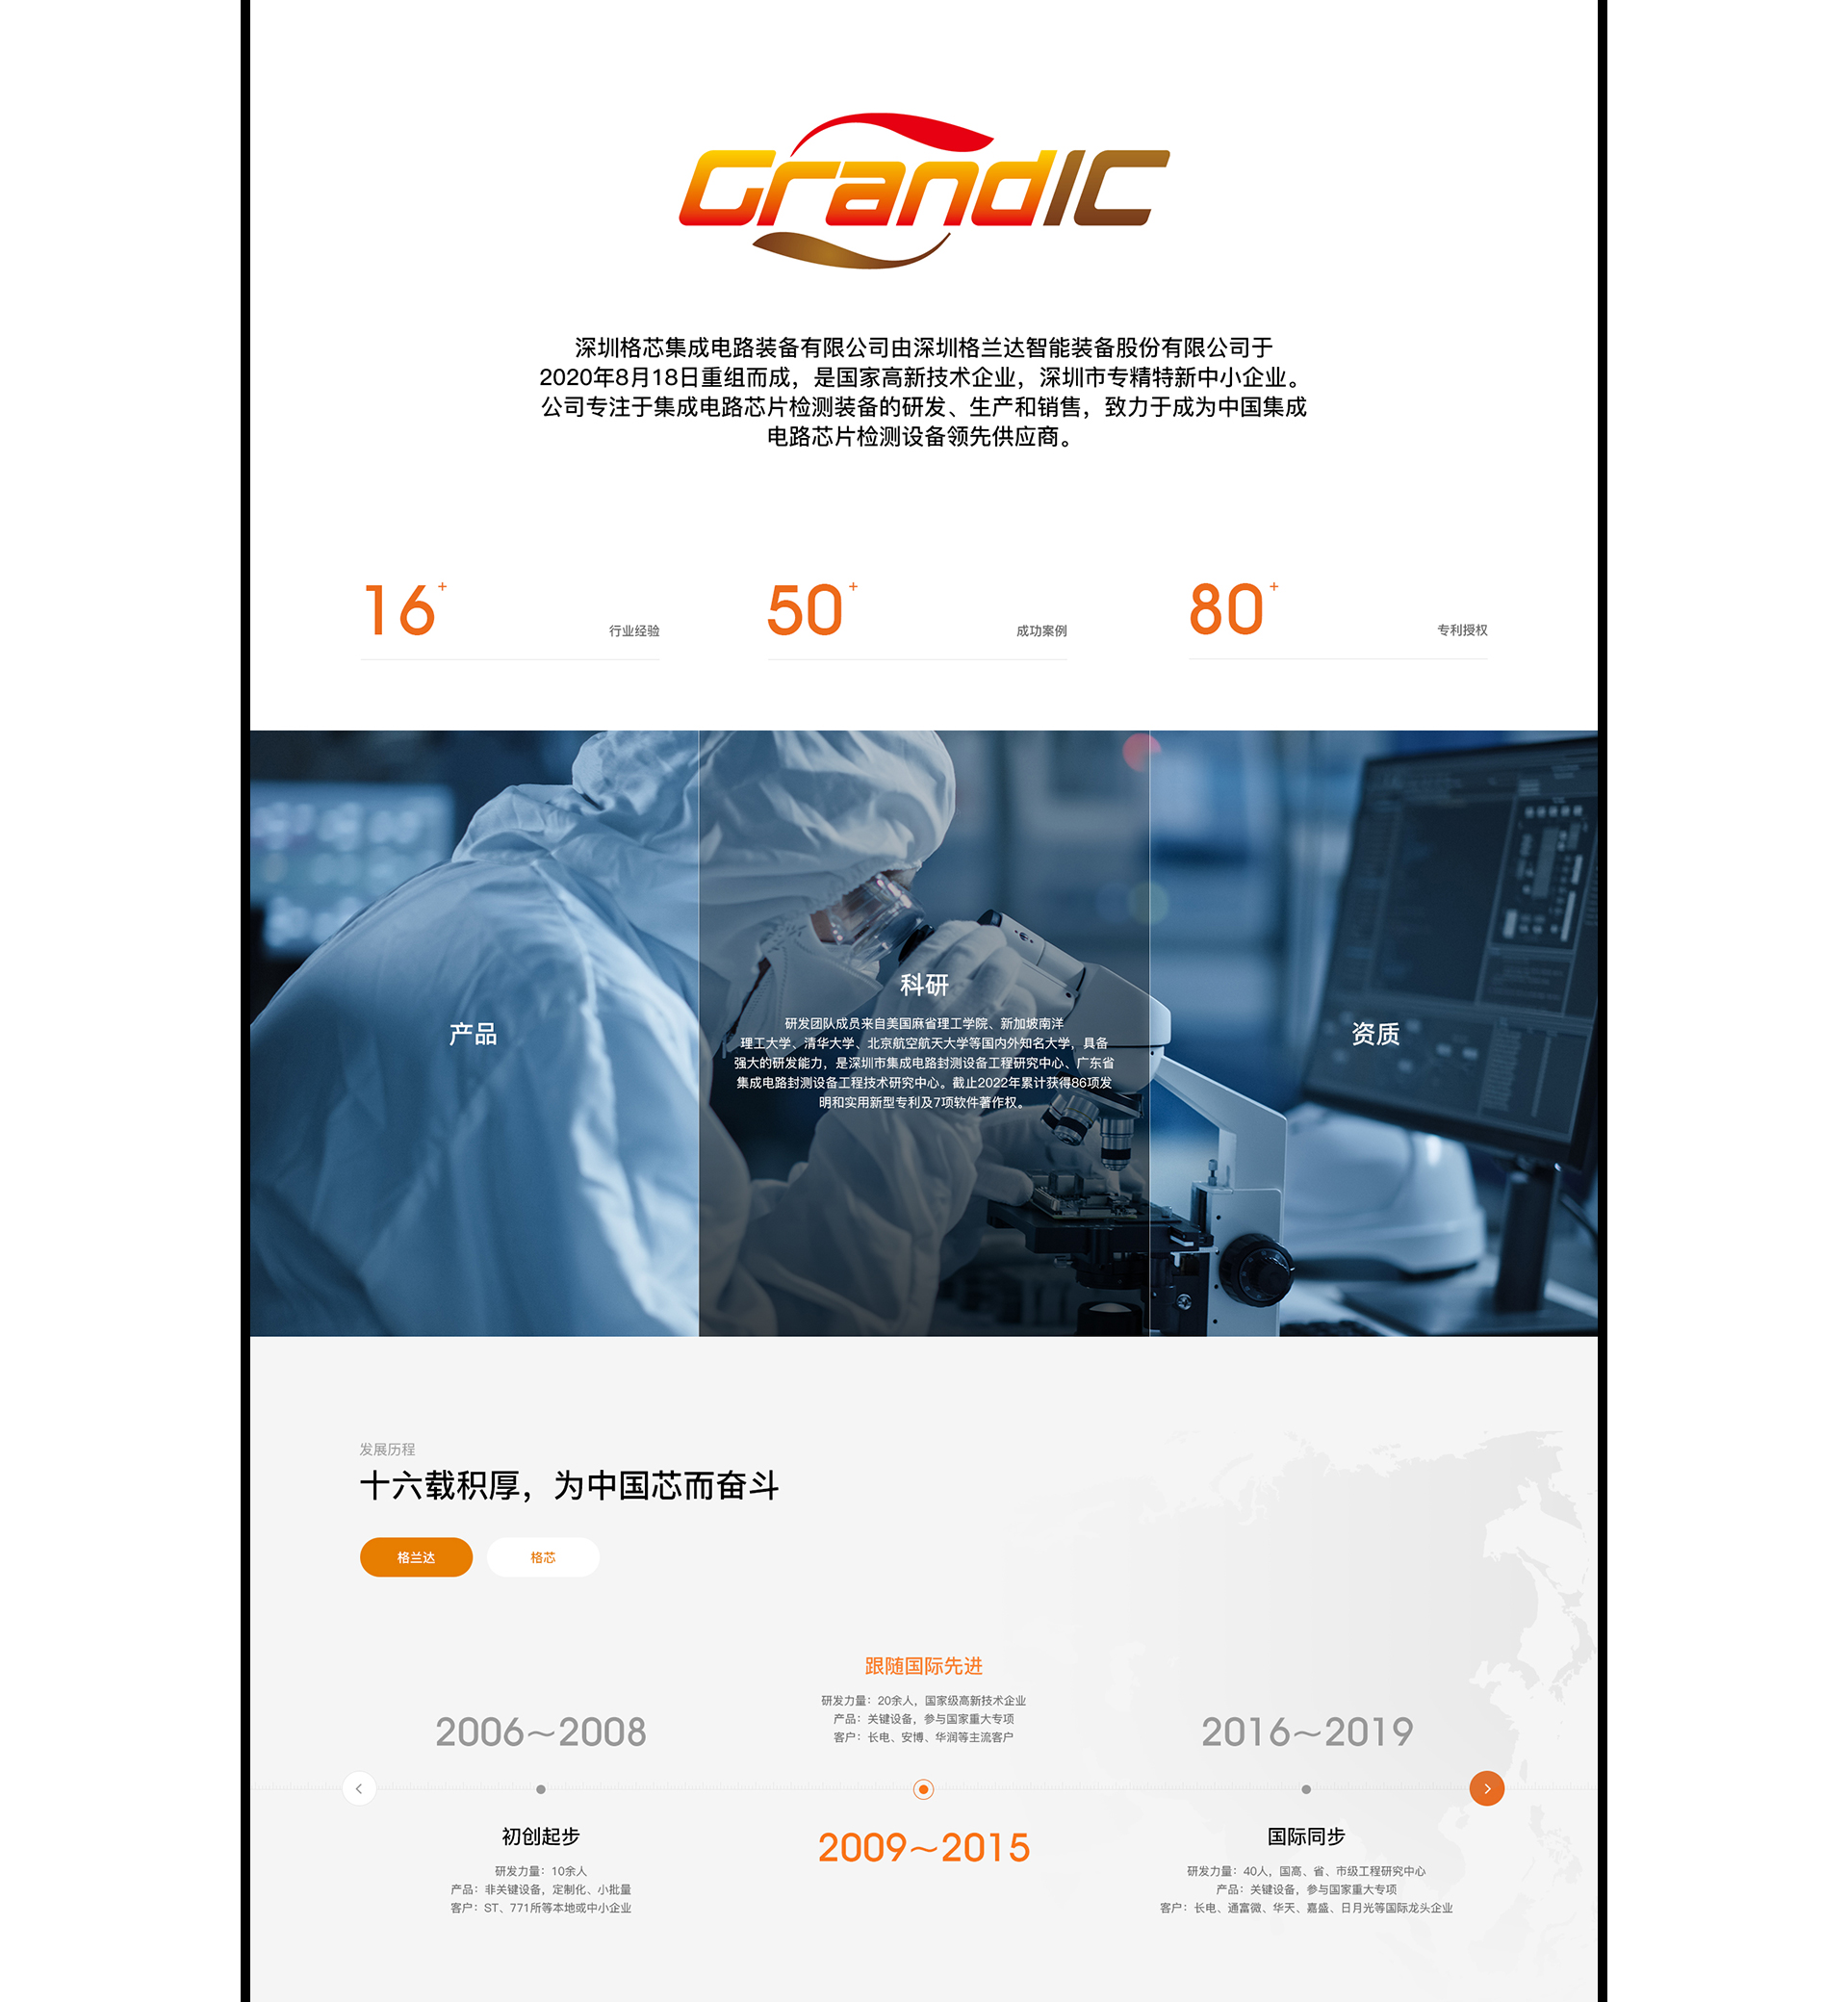 GrandIC
深圳格芯集成电路装备有限公司由深圳格兰达智能装备股份有限公司于
2020年8月18日重组而成，是国家高新技术企业，深圳市专精特新中小企业。
公司专注于集成电路芯片检测装备的研发、生产和销售，致力于成为中国集成
电路芯片检测设备领先供应商。
16+
行业经验
50+
成功案例
80+
专利授权
产品
科研
研发团队成员来自美国麻省理工学院、新加坡南洋
理工大学、清华大学、北京航空航天大学等国内外知名大学，具备
强大的研发能力，是深圳市集成电路封测设备工程研究中心、广东省
集成电路封测设备工程技术研究中心。截止2022年累计获得86项发
明和实用新型专利及7项软件著作权。
资质
发展历程
十六载积厚，为中国芯而奋斗
格兰达
格芯
2006～2008
初创起步
研发力量：10余人
产品：非关键设备，定制化、小批量
客户：ST、771所等本地或中小企业
跟随国际先进
研发力量：20余人，国家级高新技术企业
产品：关键设备，参与国家重大专项
客户：长电、安博、华润等主流客户
2009～2015
2016～2019
国际同步
研发力量：40人，国高、省、市级工程研究中心
产品：关键设备，参与国家重大专项
客户：长电、通富微、华天、嘉盛、日月光等国际龙头企业